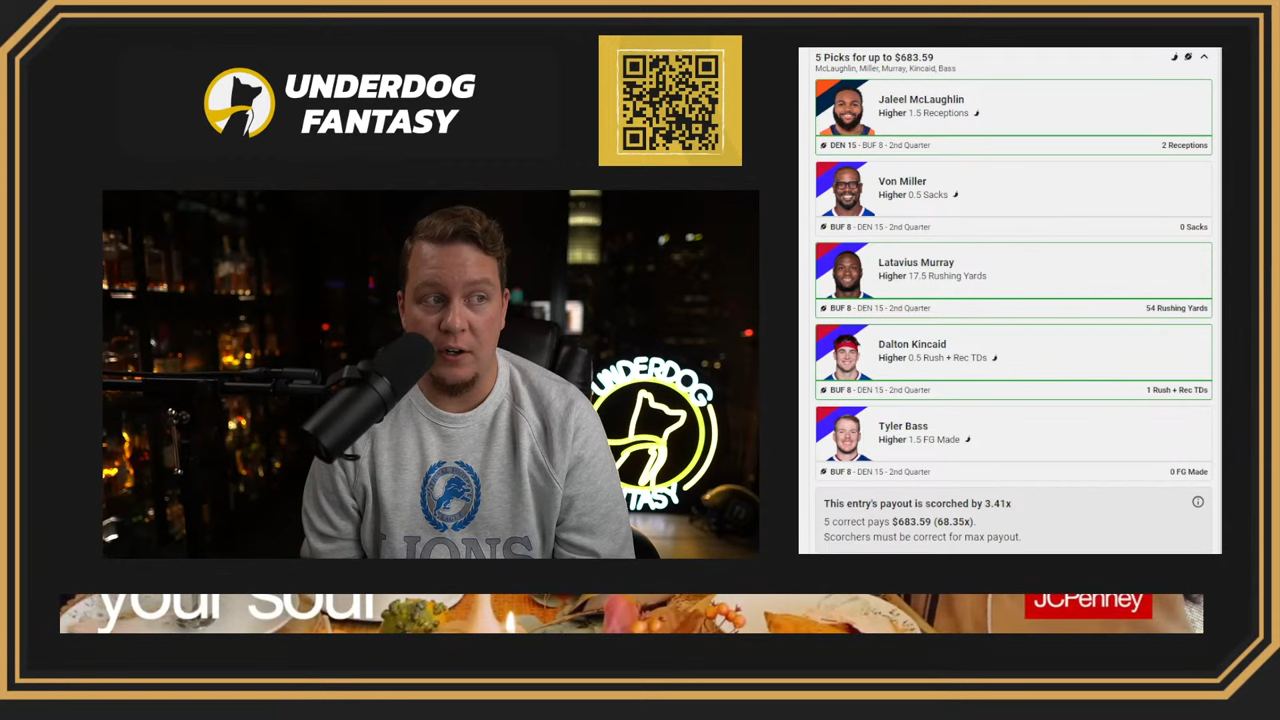 UNDERDOG
FANTASY
5 Picks for up to $683.59
McLaughlin, Miller, Murray, Kincaid, Bass
Jaleel McLaughlin
Higher 1.5 Receptions
DEN 15 - BUF 8 - 2nd Quarter
2 Receptions
Von Miller
Higher 0.5 Sacks
BUF 8 - DEN 15 - 2nd Quarter
0 Sacks
Latavius Murray
Higher 17.5 Rushing Yards
BUF 8 - DEN 15 - 2nd Quarter
54 Rushing Yards
Dalton Kincaid
Higher 0.5 Rush + Rec TDs
BUF 8 - DEN 15 - 2nd Quarter
1 Rush + Rec TDs
Tyler Bass
Higher 1.5 FG Made
BUF 8 - DEN 15 - 2nd Quarter
0 FG Made
This entry's payout is scorched by 3.41x
5 correct pays $683.59 (68.35x).
Scorchers must be correct for max payout.
UNDERDOG
FANTASY
LIONS
your soul
JCPenney